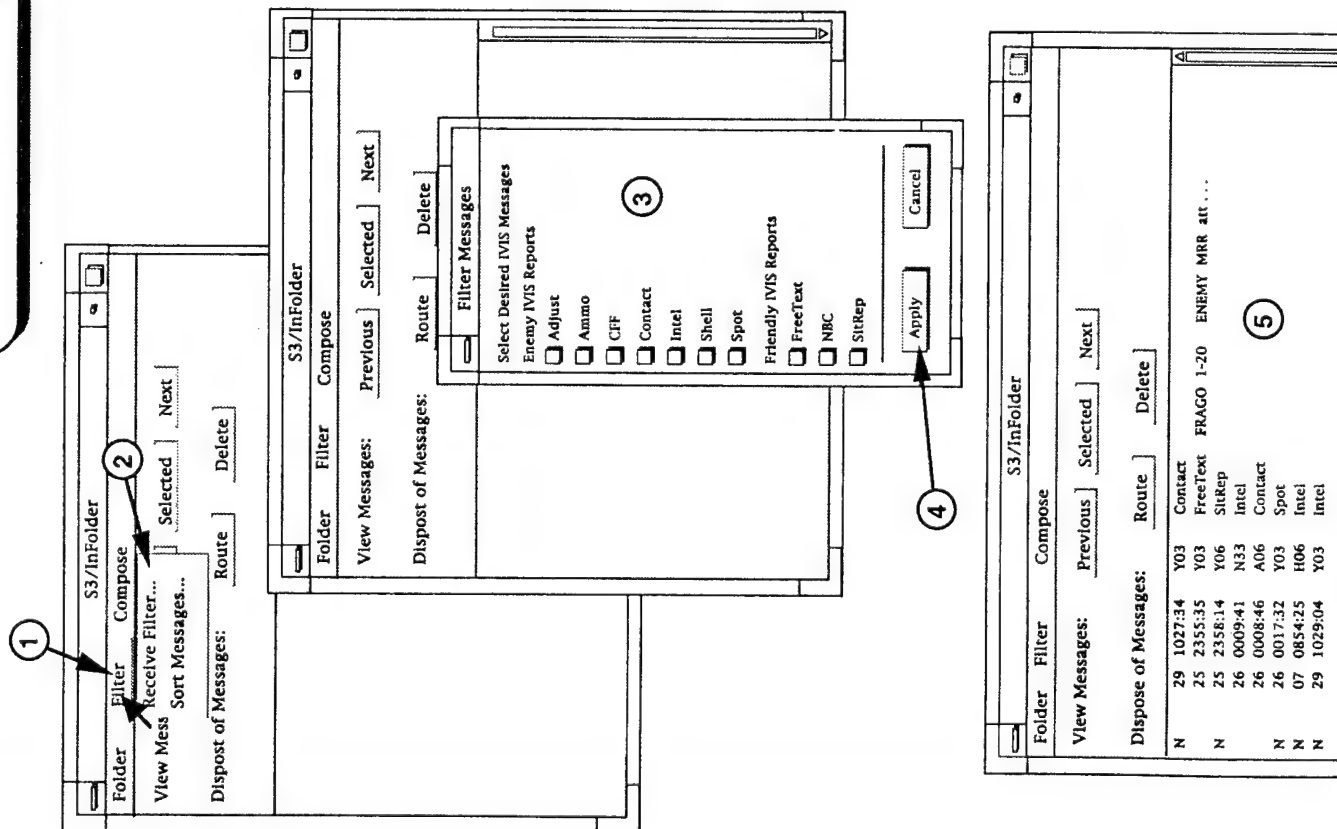 1
S3/InFolder
Folder Filter Compose
2
View Mess
Receive Filter...
Sort Messages...
Selected Next
Dispost of Messages:
Route Delete
S3/InFolder
Folder Filter Compose
View Messages:
Previous Selected Next
Dispost of Messages:
Route Delete
Filter Messages
Select Desired IVIS Messages
Enemy IVIS Reports
Adjust
Ammo
CFF
Contact
Intel
Shell
Spot
3
Friendly IVIS Reports
FreeText
NBC
SitRep
Apply Cancel
4
S3/InFolder
Folder Filter Compose
View Messages:
Previous Selected Next
Dispose of Messages:
Route Delete
N 29 1027:34 Y03 Contact
25 2355:35 Y03 FreeText FRAGO 1-20 ENEMY MRR att...
N 25 2358:14 Y06 SitRep
26 0009:41 N33 Intel
26 0008:46 A06 Contact
N 26 0017:32 Y03 Spot
N 07 0854:25 H06 Intel
N 29 1029:04 Y03 Intel
5